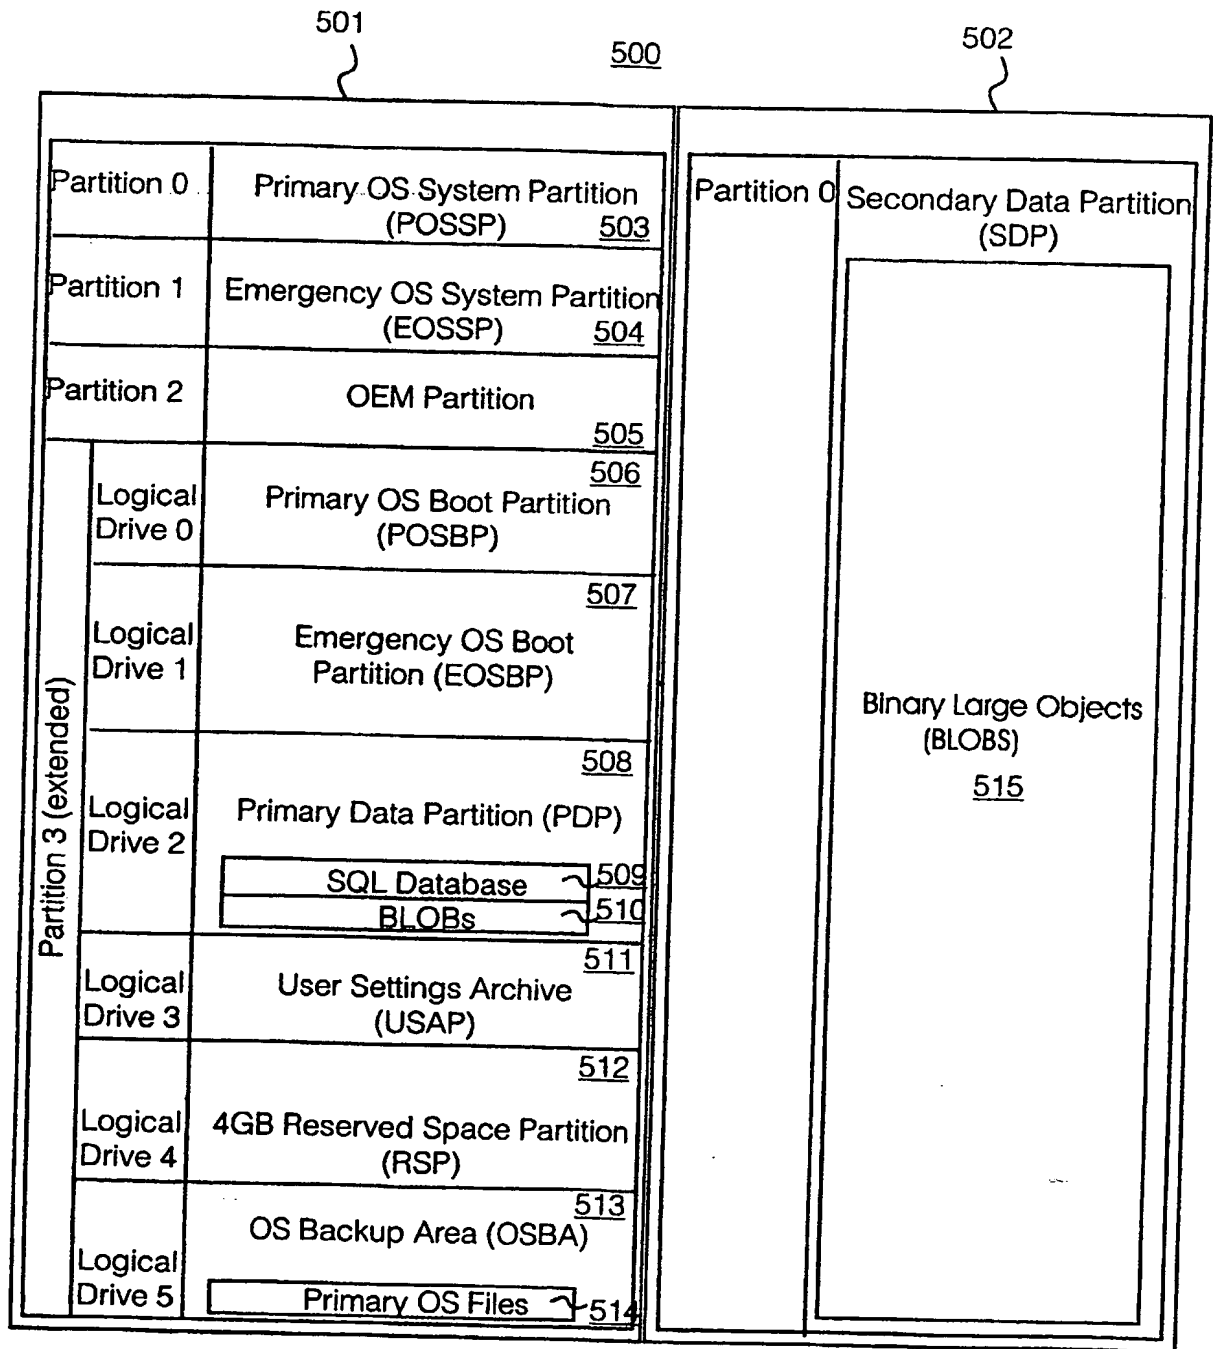 501
500
502
Partition 0
Primary OS System Partition
(POSSP)
503
Partition 1
Emergency OS System Partition
(EOSSP)
504
Partition 2
OEM Partition
505
Partition 3 (extended)
Logical
Drive 0
506
Primary OS Boot Partition
(POSBP)
Logical
Drive 1
507
Emergency OS Boot
Partition (EOSBP)
Logical
Drive 2
508
Primary Data Partition (PDP)
SQL Database
509
BLOBs
510
Logical
Drive 3
511
User Settings Archive
(USAP)
Logical
Drive 4
512
4GB Reserved Space Partition
(RSP)
Logical
Drive 5
513
OS Backup Area (OSBA)
Primary OS Files
514
Partition 0
Secondary Data Partition
(SDP)
Binary Large Objects
(BLOBS)
515